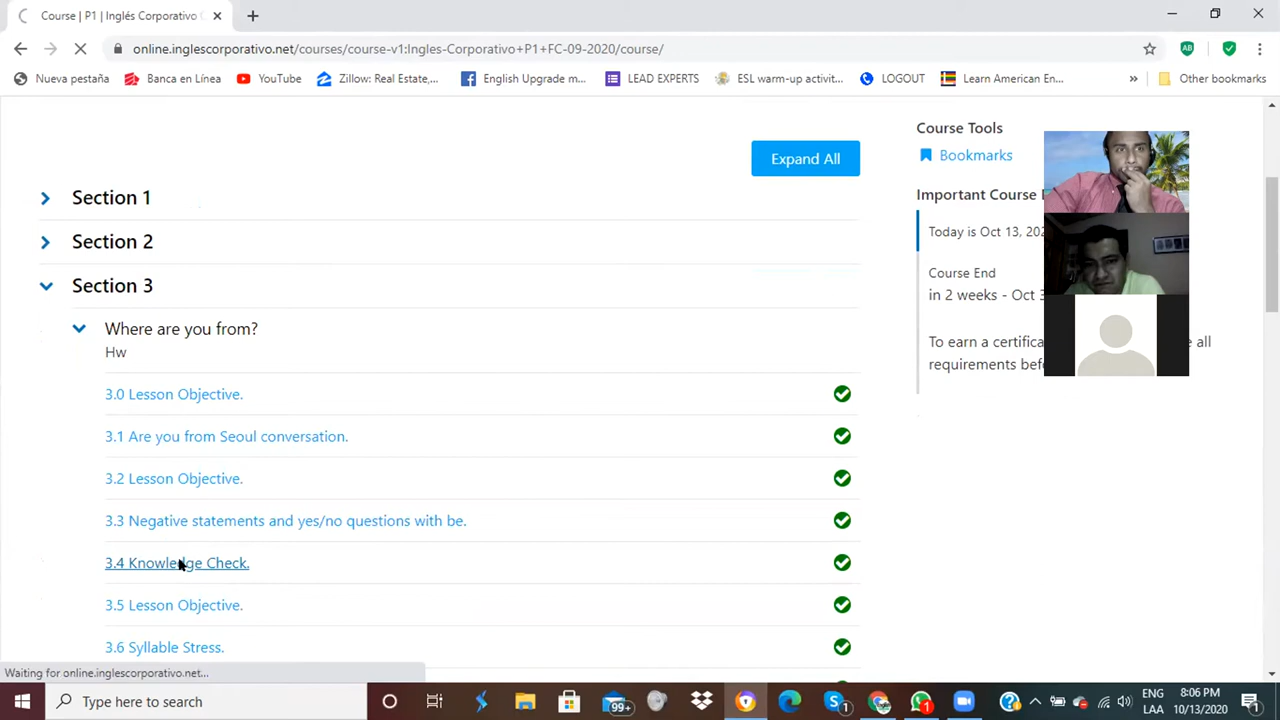 Course | P1 | Inglés Corporativo
online.inglescorporativo.net/courses/course-v1:Ingles-Corporativo+P1+FC-09-2020/course/
Nueva pestaña
Banca en Línea
YouTube
Zillow: Real Estate,...
English Upgrade m...
LEAD EXPERTS
ESL warm-up activit...
LOGOUT
Learn American En...
»
Other bookmarks
Expand All
Section 1
Section 2
Section 3
Where are you from?
Hw
3.0 Lesson Objective.
3.1 Are you from Seoul conversation.
3.2 Lesson Objective.
3.3 Negative statements and yes/no questions with be.
3.4 Knowledge Check.
3.5 Lesson Objective.
3.6 Syllable Stress.
Course Tools
Bookmarks
Important Course
Today is Oct 13, 202
Course End
in 2 weeks - Oct 3
To earn a certifica
e all
requirements bef
Waiting for online.inglescorporativo.net...
Type here to search
99+
1
1
ENG
LAA
8:06 PM
10/13/2020
1